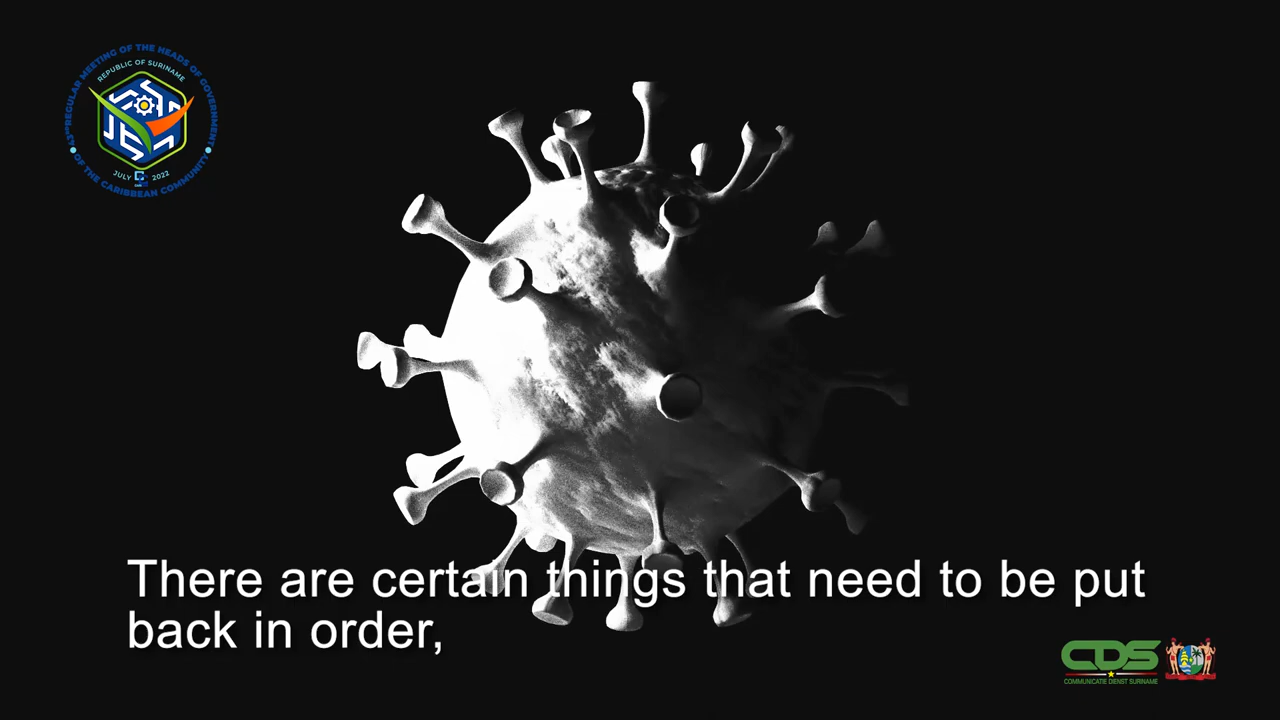 43RD REGULAR MEETING OF THE HEADS OF GOVERNMENT
REPUBLIC OF SURINAME
JULY 2022
OF THE CARIBBEAN COMMUNITY
There are certain things that need to be put
back in order,
CDS
COMMUNICATIE DIENST SURINAME